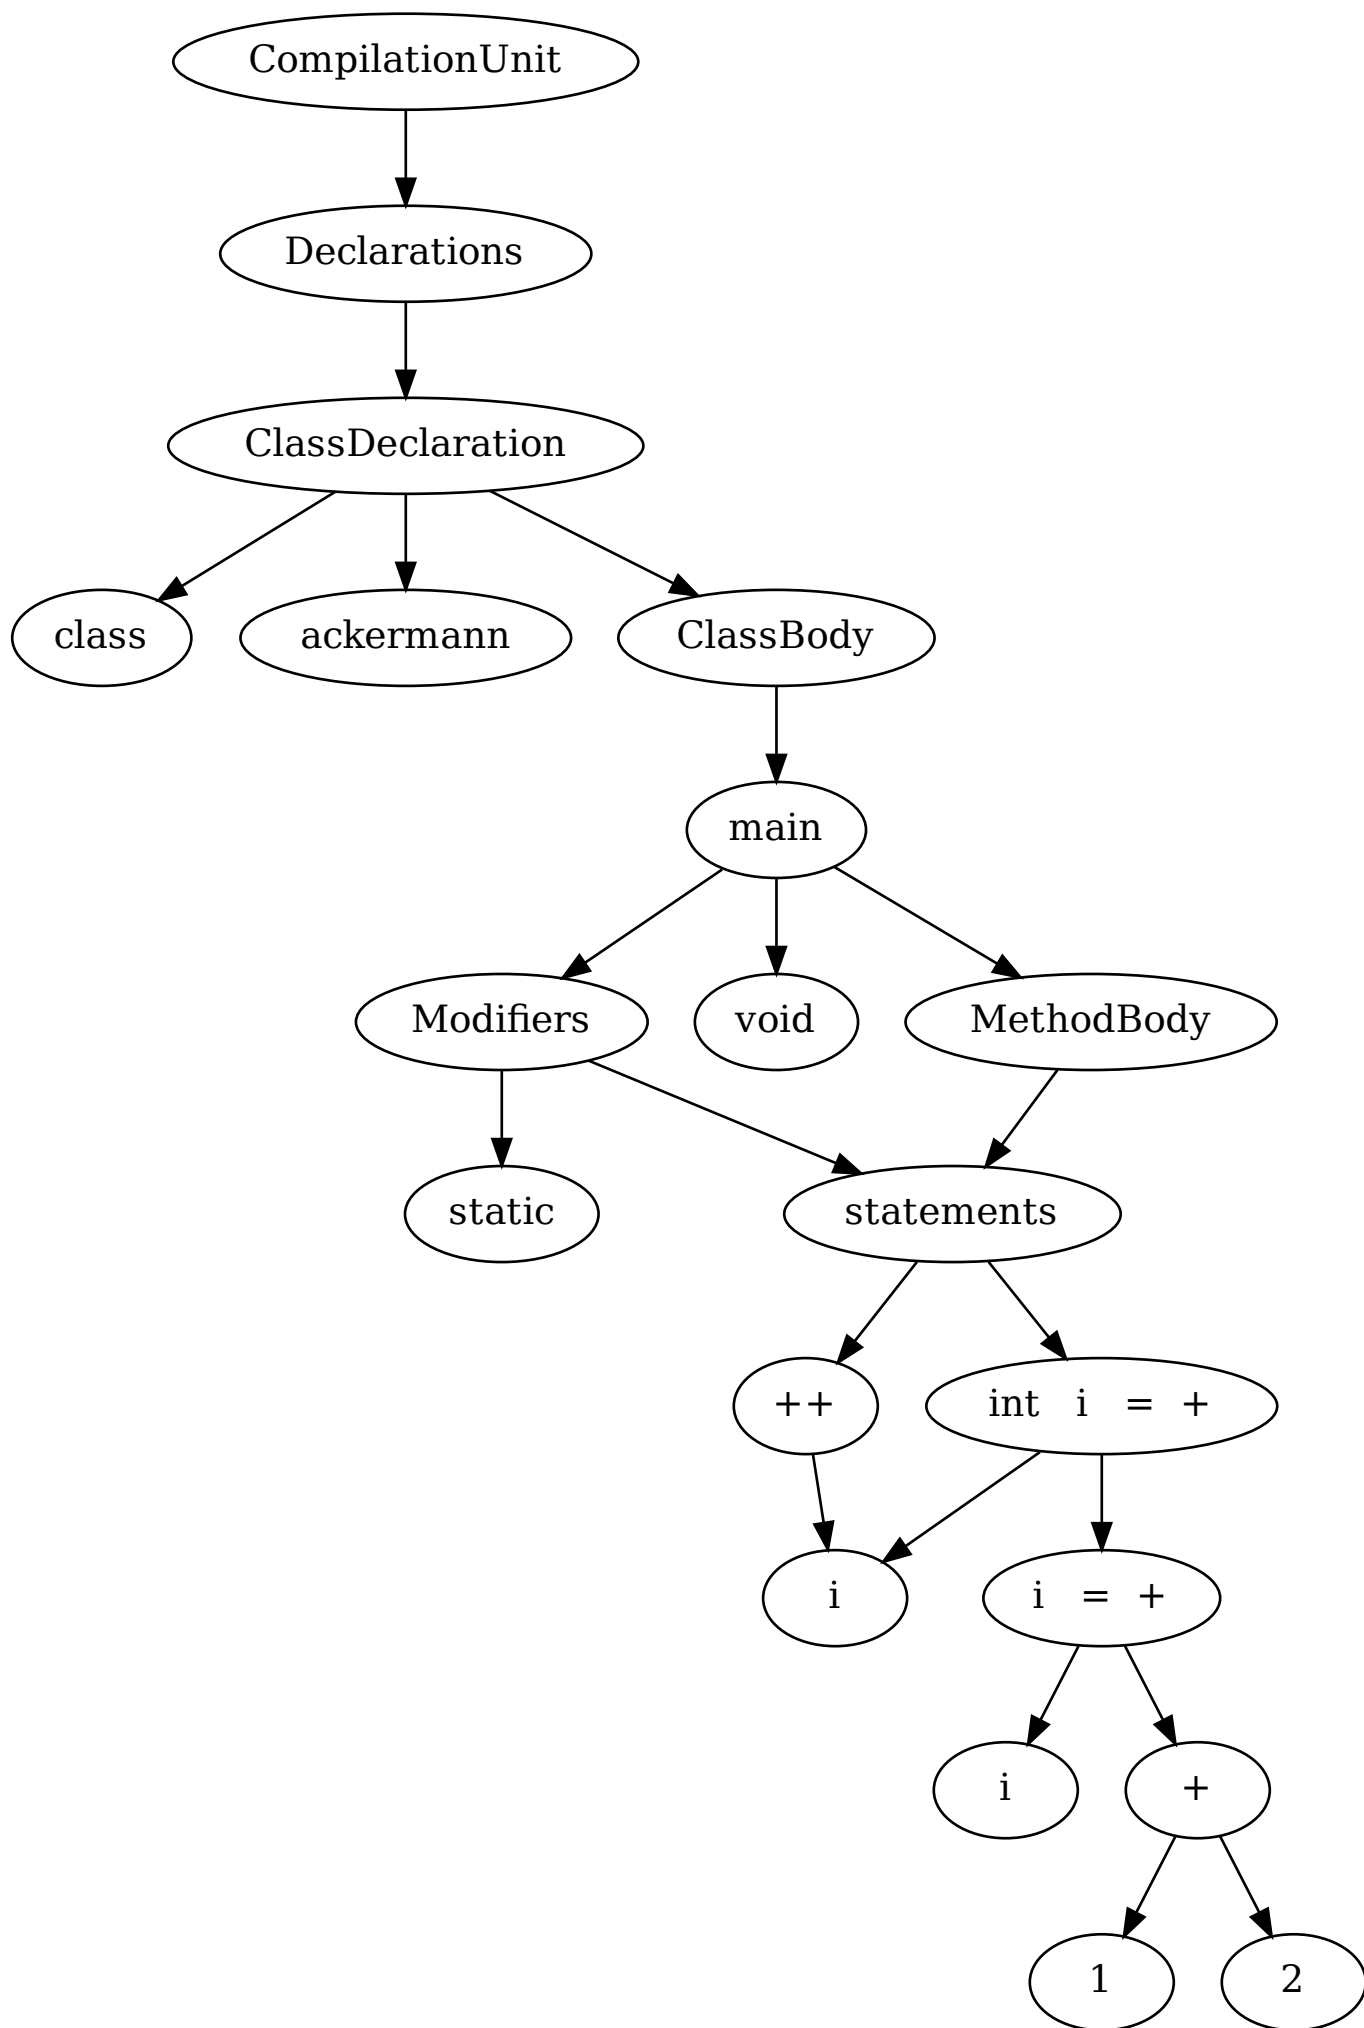 CompilationUnit
Declarations
ClassDeclaration
class
ackermann
ClassBody
main
Modifiers
void
MethodBody
static
statements
++
int i = +
i
i = +
i
+
1
2